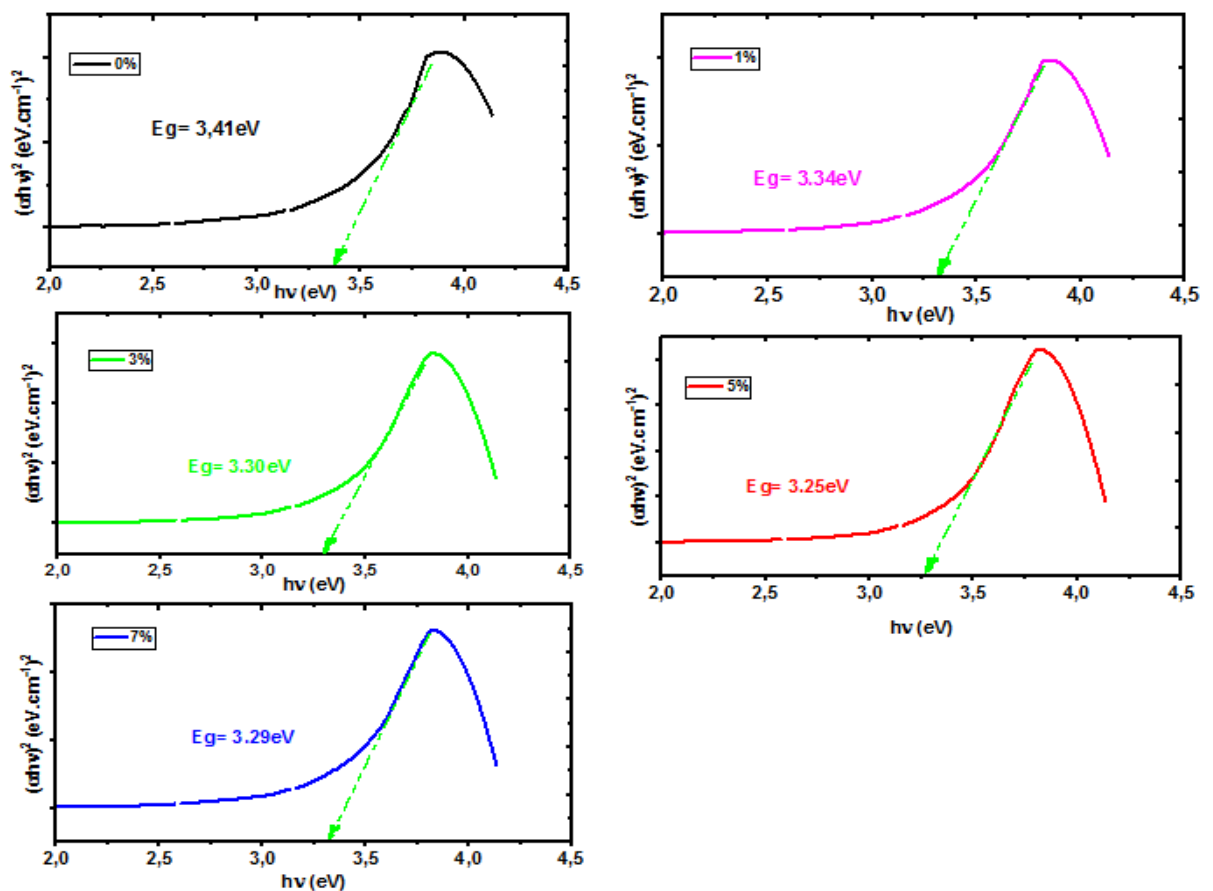 0%
Eg= 3,41eV
(αhν)² (eV.cm⁻¹)²
2,0 2,5 3,0 3,5 4,0 4,5
hν (eV)
1%
Eg= 3.34eV
(αhν)² (eV.cm⁻¹)²
2,0 2,5 3,0 3,5 4,0 4,5
hν (eV)
3%
Eg= 3.30eV
(αhν)² (eV.cm⁻¹)²
2,0 2,5 3,0 3,5 4,0 4,5
hν (eV)
5%
Eg= 3.25eV
(αhν)² (eV.cm⁻¹)²
2,0 2,5 3,0 3,5 4,0 4,5
hν (eV)
7%
Eg= 3.29eV
(αhν)² (eV.cm⁻¹)²
2,0 2,5 3,0 3,5 4,0 4,5
hν (eV)